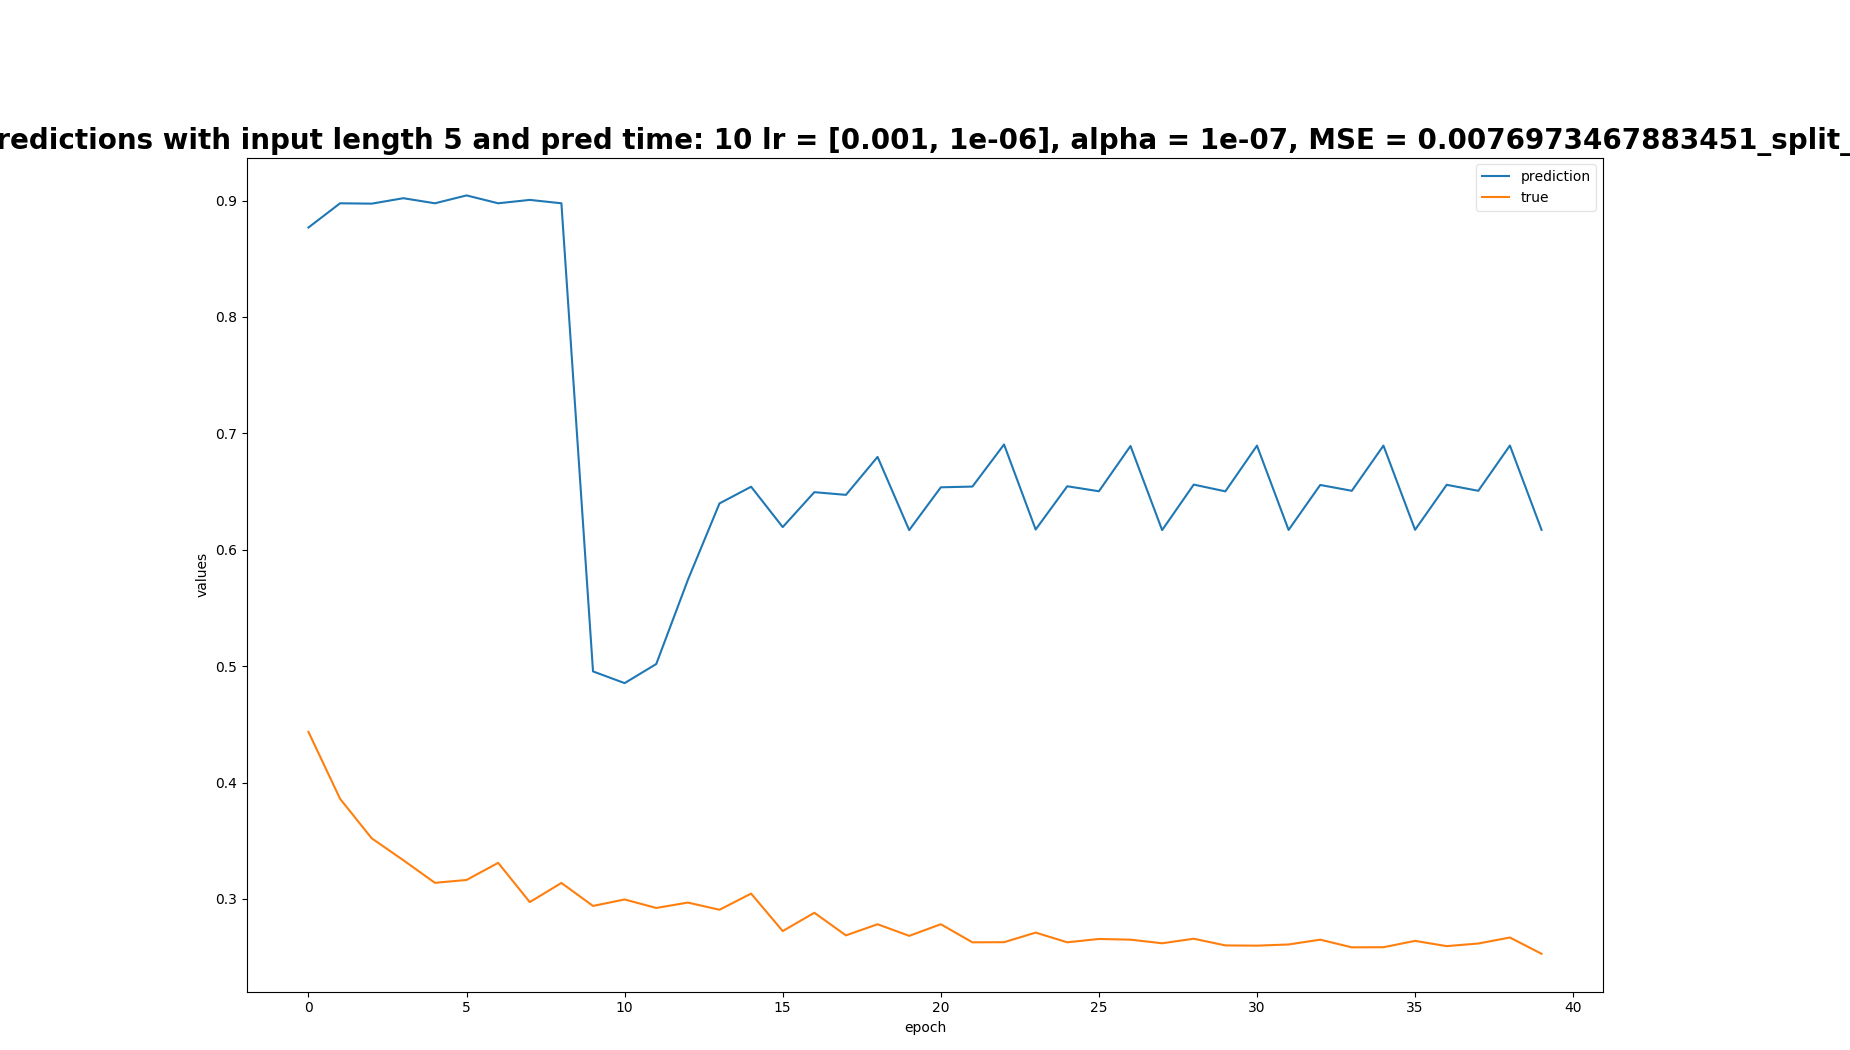 redictions with input length 5 and pred time: 10 lr = [0.001, 1e-06], alpha = 1e-07, MSE = 0.0076973467883451_split_
prediction
true
0.9
0.8
0.7
0.6
0.5
0.4
0.3
values
0 5 10 15 20 25 30 35 40
epoch